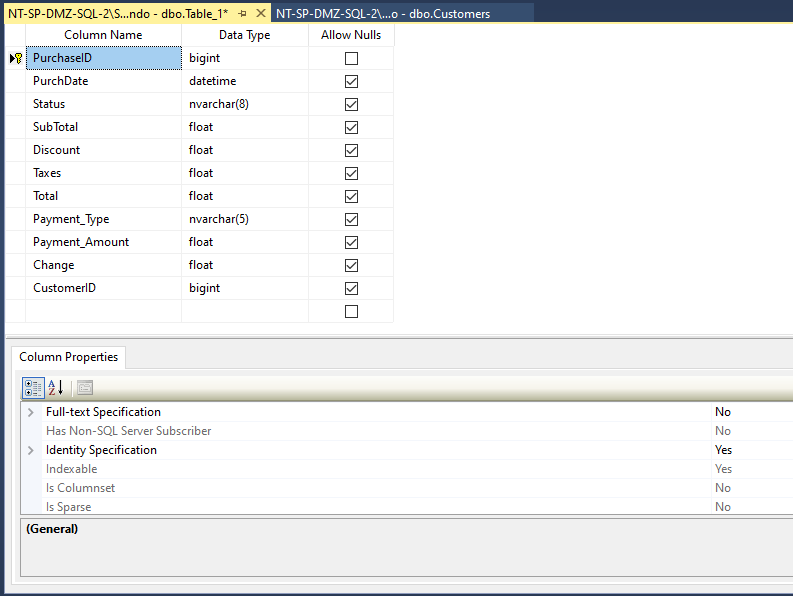 NT-SP-DMZ-SQL-2\S...ndo - dbo.Table_1* NT-SP-DMZ-SQL-2\...o - dbo.Customers
Column Name Data Type Allow Nulls
PurchaseID bigint
PurchDate datetime
Status nvarchar(8)
SubTotal float
Discount float
Taxes float
Total float
Payment_Type nvarchar(5)
Payment_Amount float
Change float
CustomerID bigint
Column Properties
A
Z
Full-text Specification No
Has Non-SQL Server Subscriber No
Identity Specification Yes
Indexable Yes
Is Columnset No
Is Sparse No
(General)